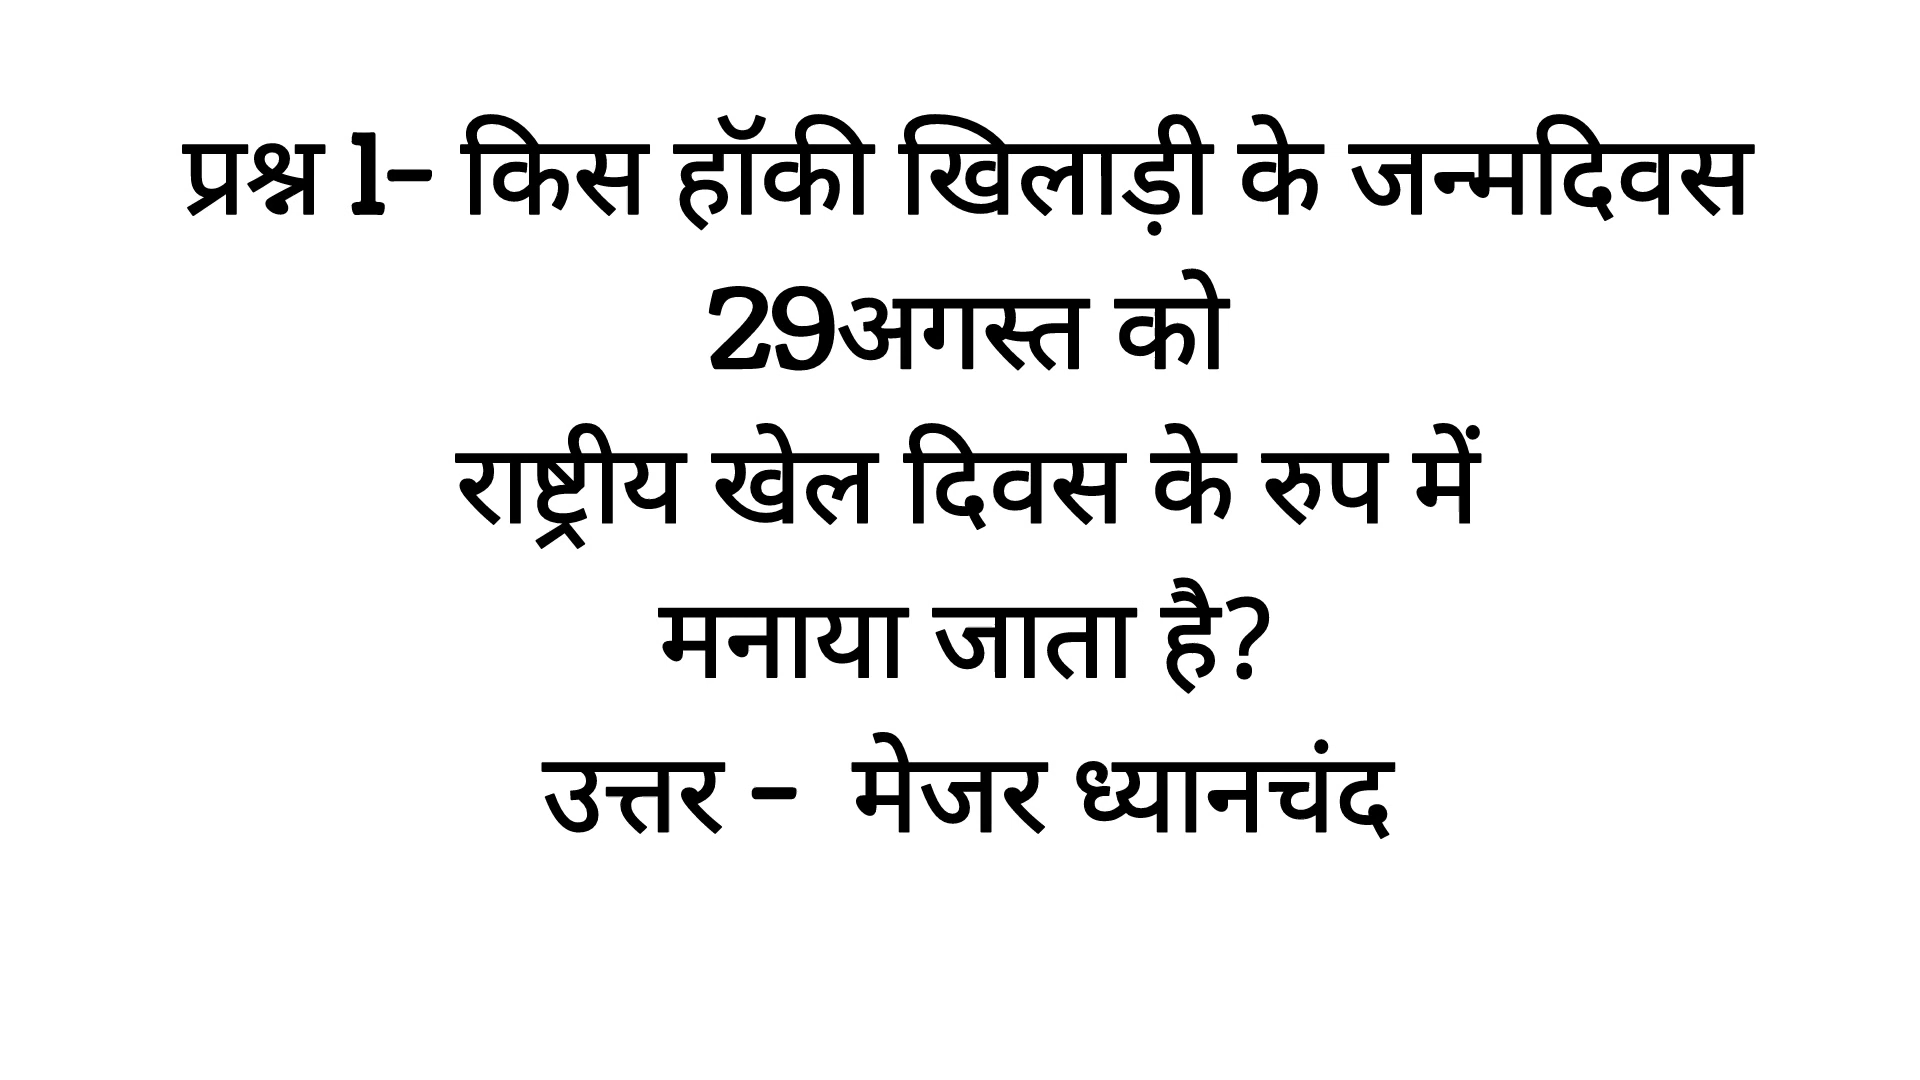 प्रश्न 1- किस हॉकी खिलाड़ी के जन्मदिवस
29अगस्त को
राष्ट्रीय खेल दिवस के रुप में
मनाया जाता है?
उत्तर -  मेजर ध्यानचंद